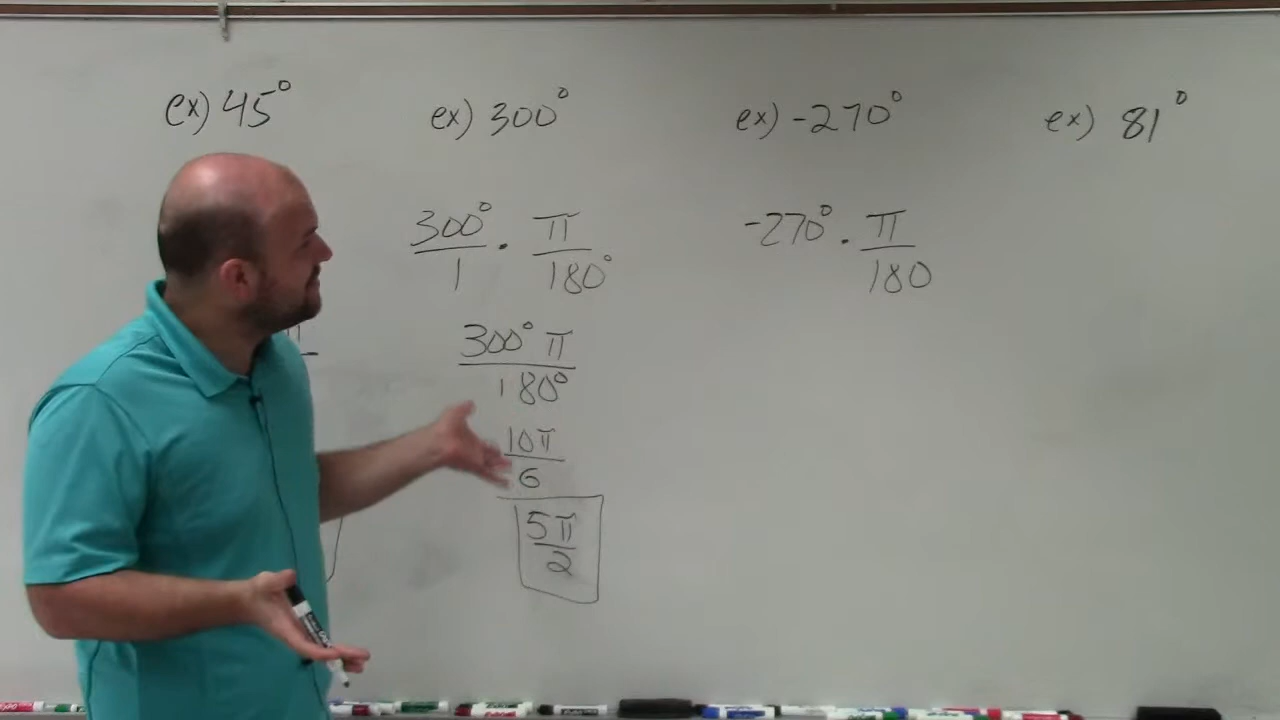 ex) 45°
ex) 300°
300°/1 · π/180°
300° π/180°
10π/6
5π/2
ex) -270°
-270° · π/180
ex) 81°